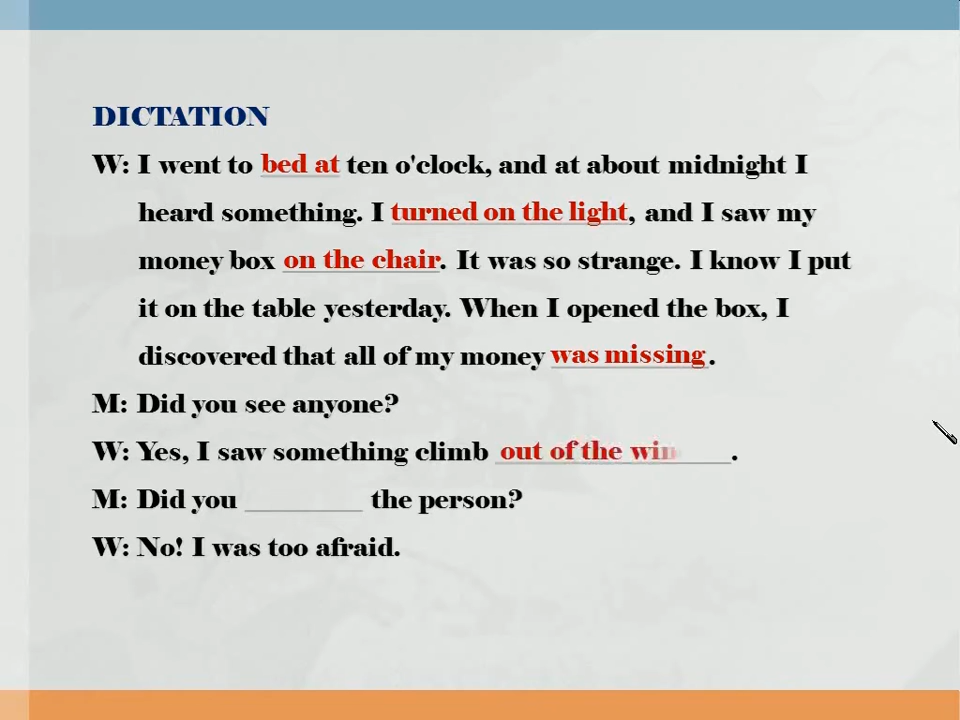 DICTATION
W: I went to bed at ten o'clock, and at about midnight I
heard something. I turned on the light, and I saw my
money box on the chair. It was so strange. I know I put
it on the table yesterday. When I opened the box, I
discovered that all of my money was missing.
M: Did you see anyone?
W: Yes, I saw something climb out of the win________.
M: Did you ________ the person?
W: No! I was too afraid.